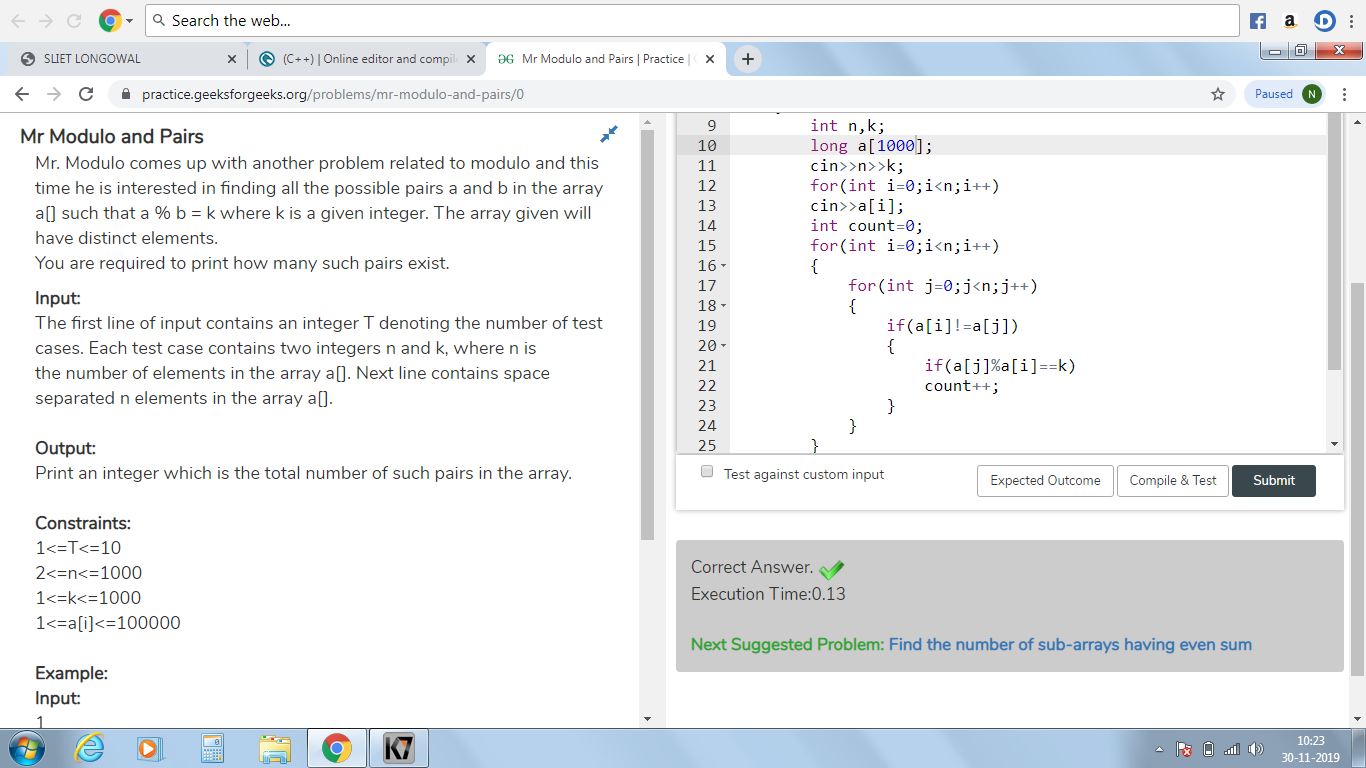 Search the web...
SLIET LONGOWAL
(C++) | Online editor and compil
Mr Modulo and Pairs | Practice |
practice.geeksforgeeks.org/problems/mr-modulo-and-pairs/0
Paused N
Mr Modulo and Pairs
Mr. Modulo comes up with another problem related to modulo and this
time he is interested in finding all the possible pairs a and b in the array
a[] such that a % b = k where k is a given integer. The array given will
have distinct elements.
You are required to print how many such pairs exist.
Input:
The first line of input contains an integer T denoting the number of test
cases. Each test case contains two integers n and k, where n is
the number of elements in the array a[]. Next line contains space
separated n elements in the array a[].
Output:
Print an integer which is the total number of such pairs in the array.
Constraints:
1<=T<=10
2<=n<=1000
1<=k<=1000
1<=a[i]<=100000
Example:
Input:
1
9 int n,k;
10 long a[1000];
11 cin>>n>>k;
12 for(int i=0;i<n;i++)
13 cin>>a[i];
14 int count=0;
15 for(int i=0;i<n;i++)
16 {
17 for(int j=0;j<n;j++)
18 {
19 if(a[i]!=a[j])
20 {
21 if(a[j]%a[i]==k)
22 count++;
23 }
24 }
25 }
Test against custom input
Expected Outcome
Compile & Test
Submit
Correct Answer.
Execution Time:0.13
Next Suggested Problem: Find the number of sub-arrays having even sum
K7
10:23
30-11-2019